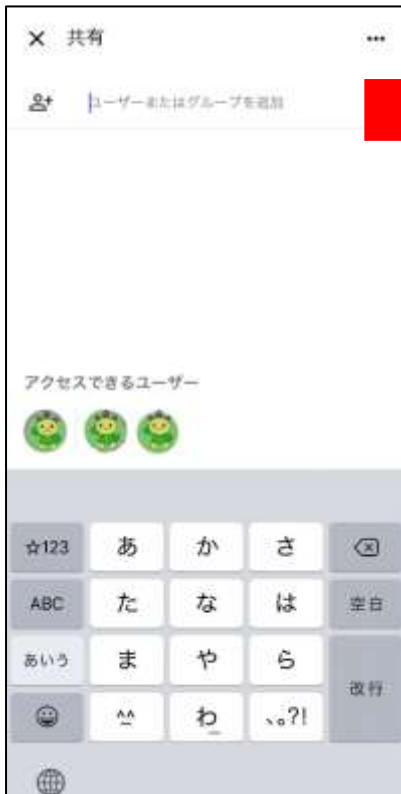 共有
ユーザーまたはグループを追加
アクセスできるユーザー
☆123 あ か さ
ABC た な は 空白
あいう ま や ら
改行
^^ わ_ 、。?!